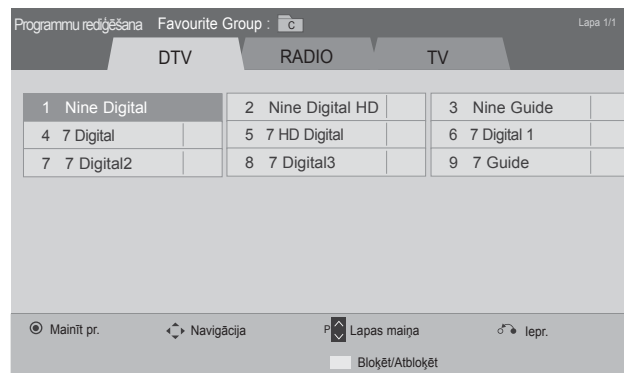 Programmu rediģēšana Favourite Group : C Lapa 1/1
DTV RADIO TV
1 Nine Digital 2 Nine Digital HD 3 Nine Guide
4 7 Digital 5 7 HD Digital 6 7 Digital 1
7 7 Digital2 8 7 Digital3 9 7 Guide
Mainīt pr. Navigācija P Lapas maiņa Iepr.
Bloķēt/Atbloķēt